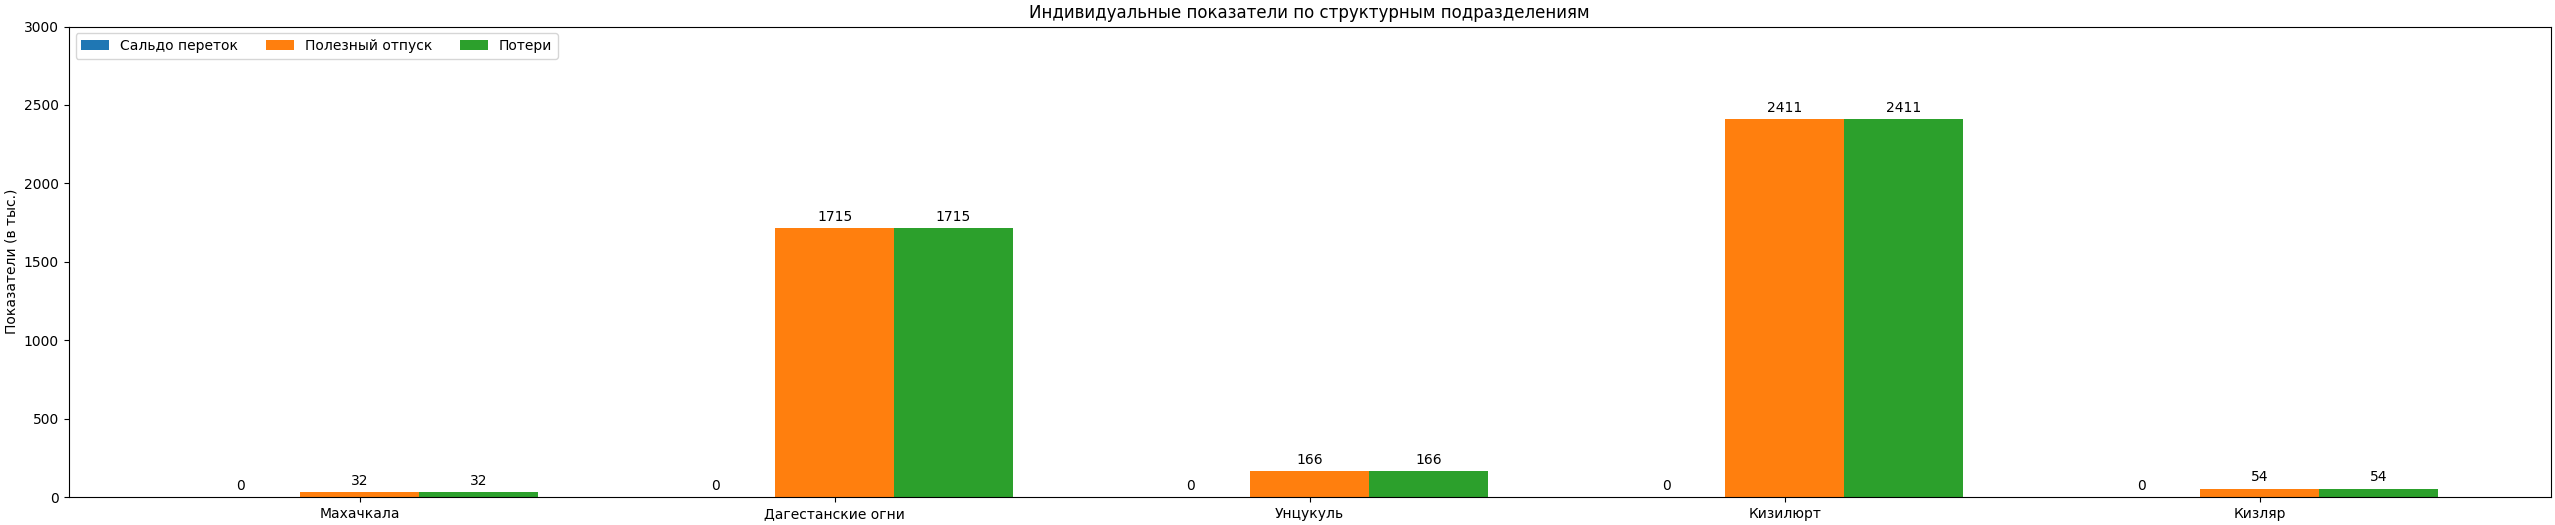 Индивидуальные показатели по структурным подразделениям
Сальдо переток Полезный отпуск Потери
Показатели (в тыс.)
3000
2500
2000
1500
1000
500
0
0 32 32
0 1715 1715
0 166 166
0 2411 2411
0 54 54
Махачкала Дагестанские огни Унцукуль Кизилюрт Кизляр